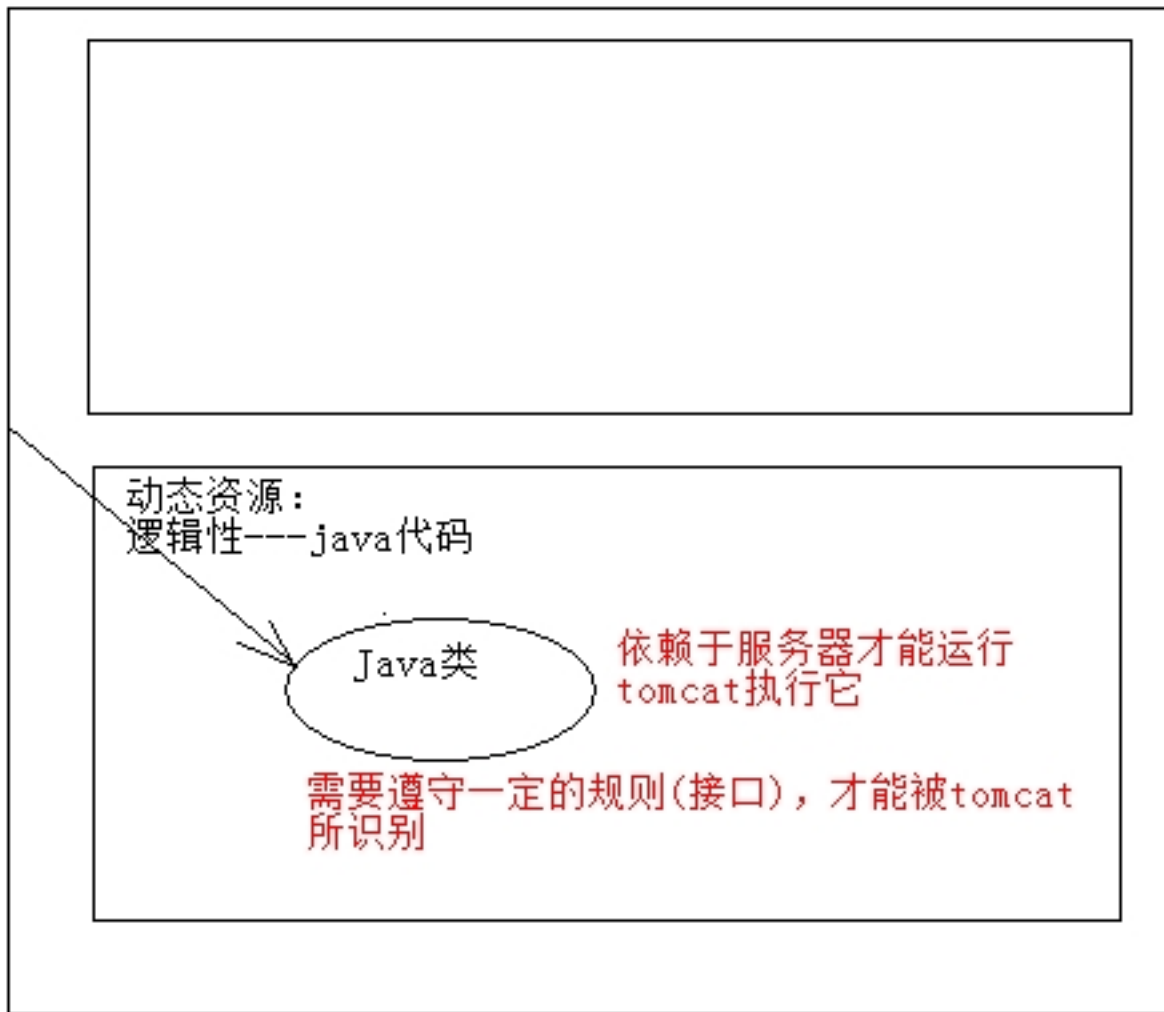 动态资源：
逻辑性---java代码
Java类
依赖于服务器才能运行
tomcat执行它
需要遵守一定的规则(接口)，才能被tomcat
所识别